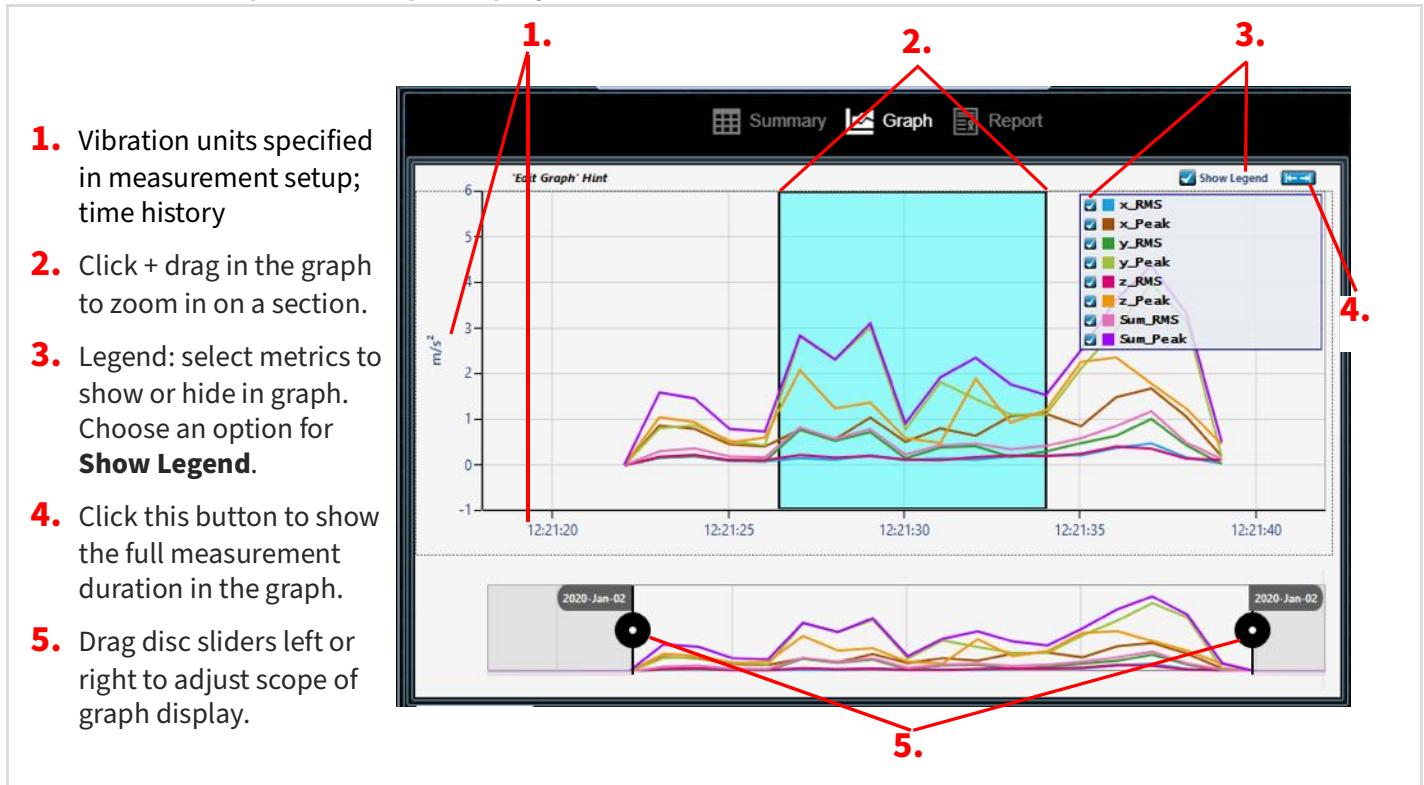 1.
2.
3.
1. Vibration units specified
in measurement setup;
time history
2. Click + drag in the graph
to zoom in on a section.
3. Legend: select metrics to
show or hide in graph.
Choose an option for
Show Legend.
4. Click this button to show
the full measurement
duration in the graph.
5. Drag disc sliders left or
right to adjust scope of
graph display.
Summary Graph Report
'Edit Graph' Hint
Show Legend
x_RMS
x_Peak
y_RMS
y_Peak
z_RMS
z_Peak
Sum_RMS
Sum_Peak
4.
6
5
4
3
2
1
0
-1
m/s²
12:21:20 12:21:25 12:21:30 12:21:35 12:21:40
2020-Jan-02 2020-Jan-02
5.